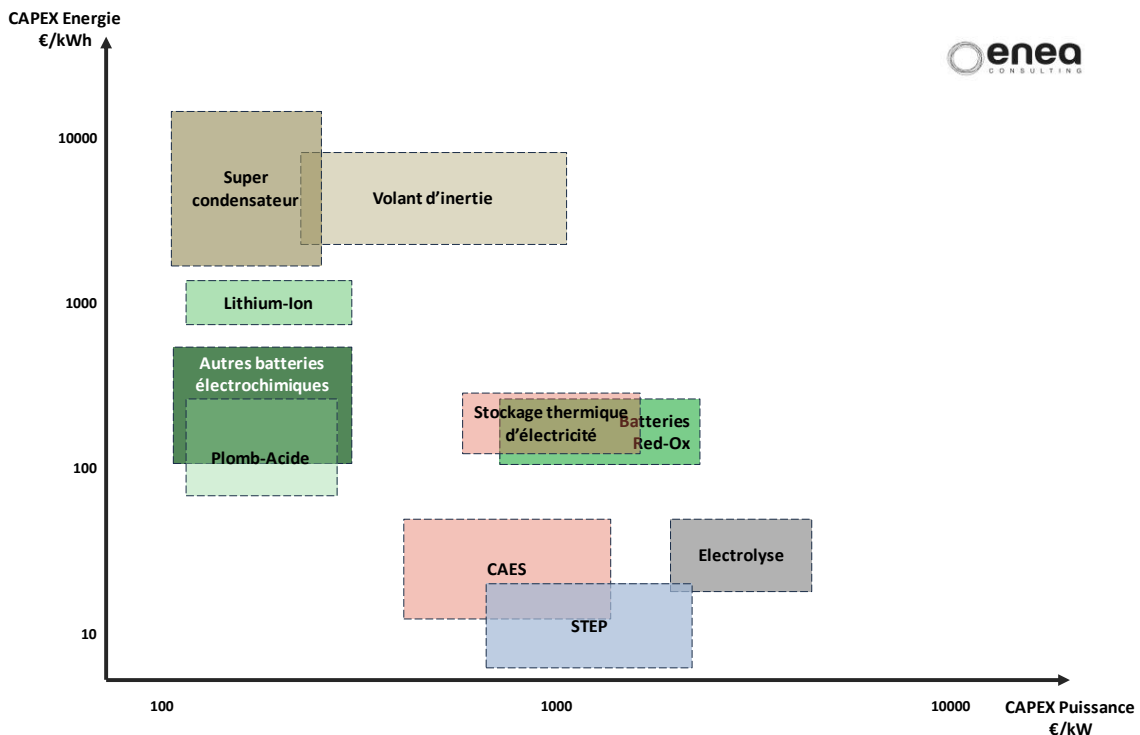 CAPEX Energie
€/kWh
enea
CONSULTING
10000
Super
condensateur
Volant d’inertie
1000
Lithium-Ion
Autres batteries
électrochimiques
Stockage thermique
d’électricité
Batteries
Red-Ox
100
Plomb-Acide
CAES
Electrolyse
10
STEP
100
1000
10000
CAPEX Puissance
€/kW